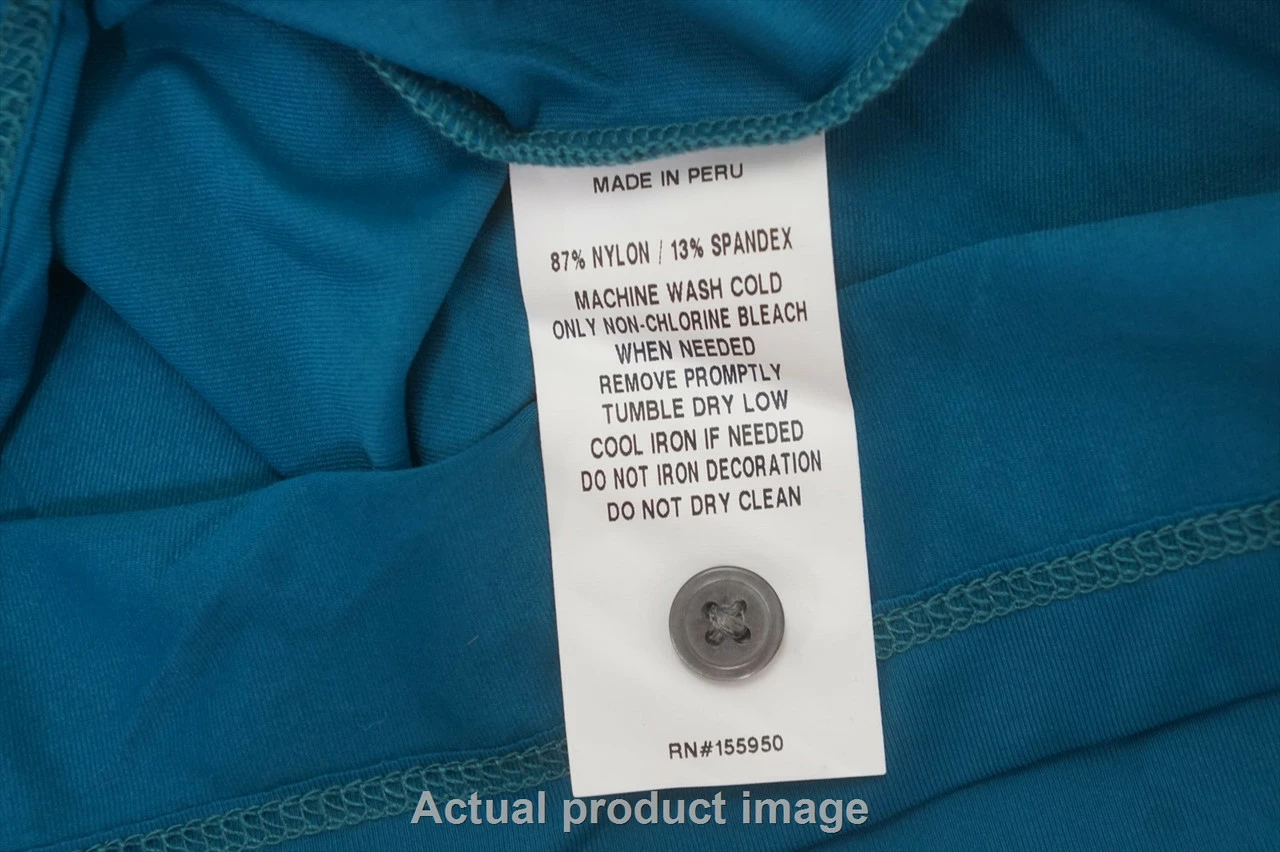 MADE IN PERU
87% NYLON / 13% SPANDEX
MACHINE WASH COLD
ONLY NON-CHLORINE BLEACH
WHEN NEEDED
REMOVE PROMPTLY
TUMBLE DRY LOW
COOL IRON IF NEEDED
DO NOT IRON DECORATION
DO NOT DRY CLEAN
RN#155950
Actual product image